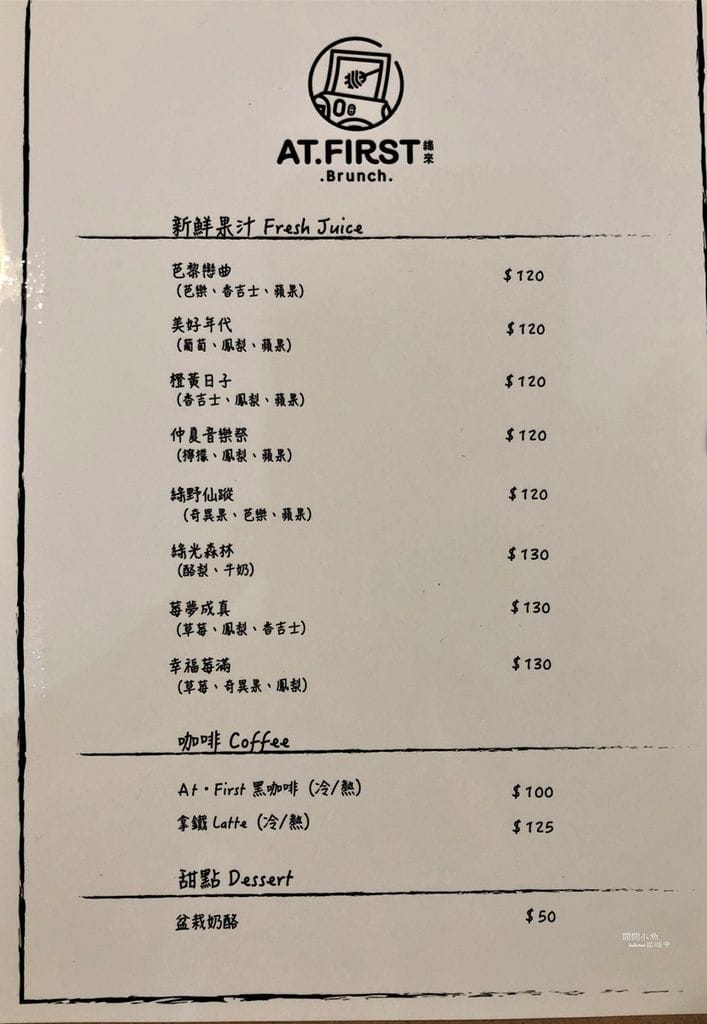 AT.FIRST 緣來
.Brunch.
新鮮果汁 Fresh Juice
芭黎戀曲 $120
(芭樂、香吉士、蘋果)
美好年代 $120
(葡萄、鳳梨、蘋果)
橙黃日子 $120
(香吉士、鳳梨、蘋果)
仲夏音樂祭 $120
(檸檬、鳳梨、蘋果)
綠野仙蹤 $120
(奇異果、芭樂、蘋果)
綠光森林 $130
(酪梨、牛奶)
莓夢成真 $130
(草莓、鳳梨、香吉士)
幸福莓滿 $130
(草莓、奇異果、鳳梨)
咖啡 Coffee
At・First 黑咖啡 (冷/熱) $100
拿鐵 Latte (冷/熱) $125
甜點 Dessert
盆栽奶酪 $50
開開小魚